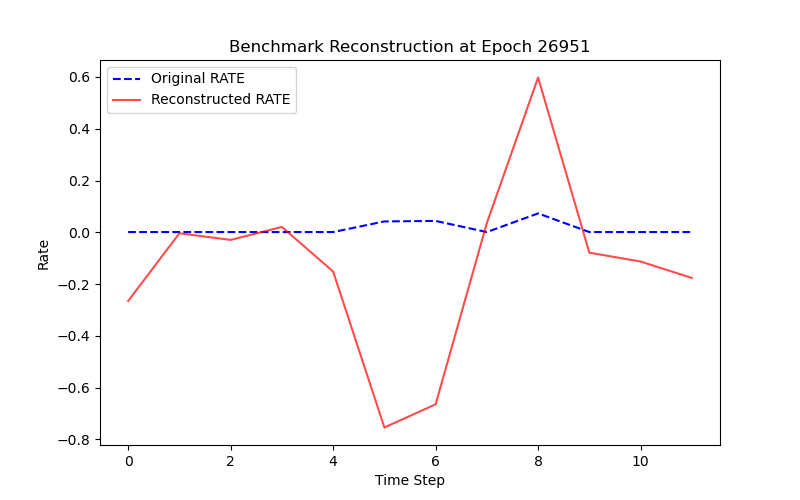 Benchmark Reconstruction at Epoch 26951
Original RATE
Reconstructed RATE
0.6
0.4
0.2
0.0
−0.2
−0.4
−0.6
−0.8
Rate
0 2 4 6 8 10
Time Step